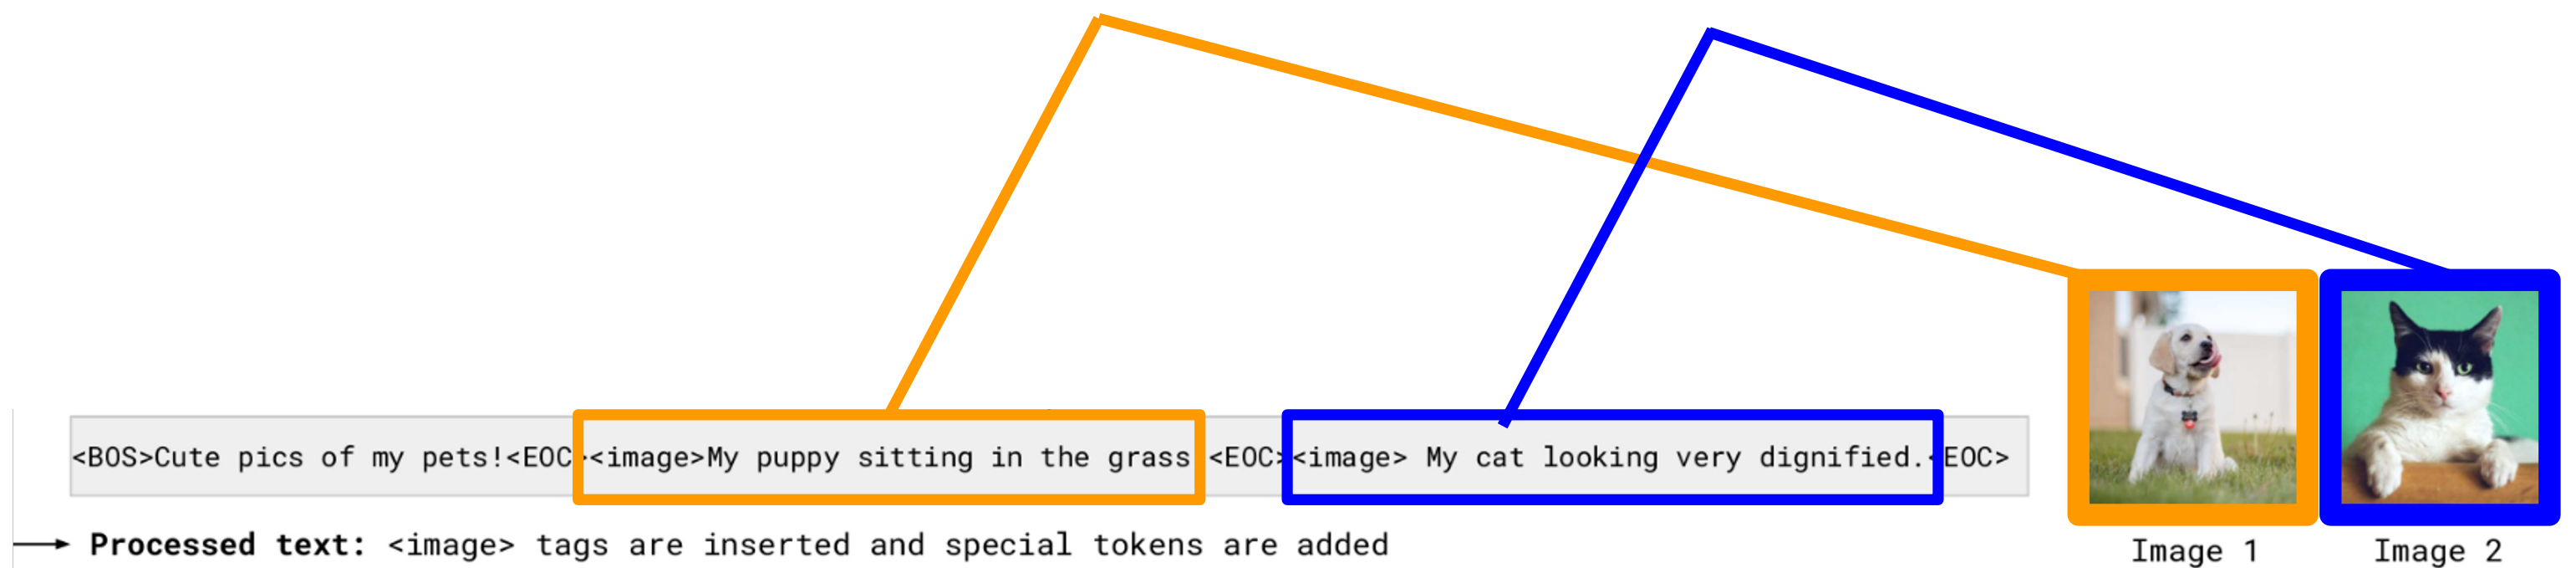 <BOS>Cute pics of my pets!<EOC><image>My puppy sitting in the grass <EOC><image> My cat looking very dignified.<EOC>
Processed text: <image> tags are inserted and special tokens are added
Image 1
Image 2